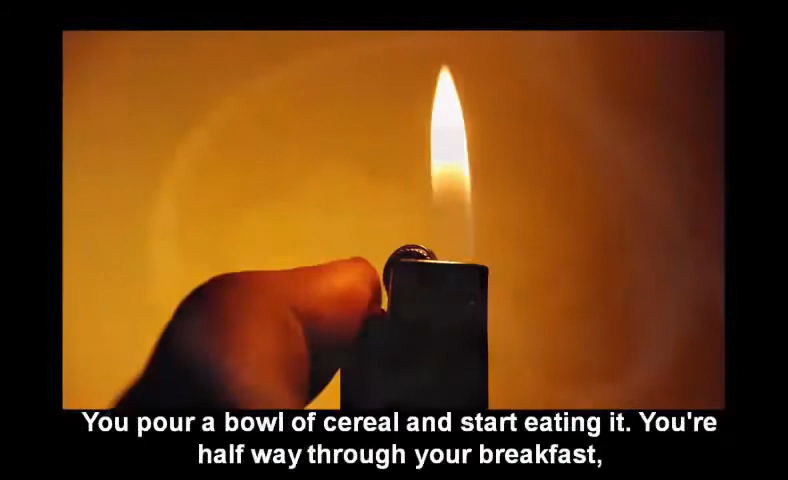 You pour a bowl of cereal and start eating it. You're
half way through your breakfast,